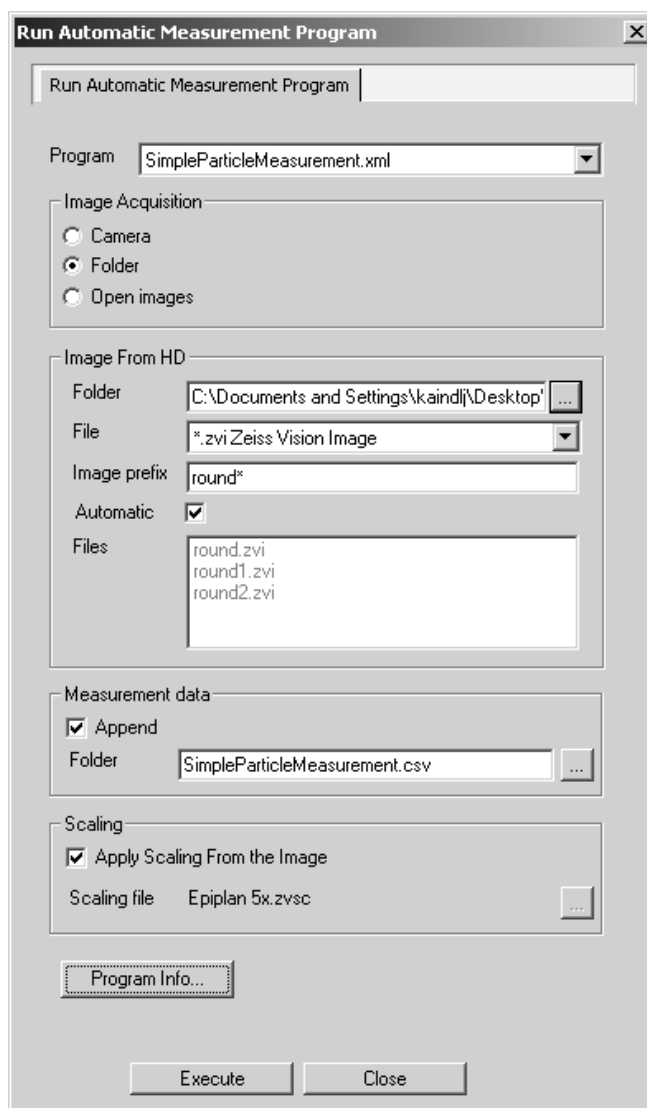 Run Automatic Measurement Program
Run Automatic Measurement Program
Program SimpleParticleMeasurement.xml
Image Acquisition
Camera
Folder
Open images
Image From HD
Folder C:\Documents and Settings\kaindlj\Desktop' ...
File *.zvi Zeiss Vision Image
Image prefix round*
Automatic
Files round.zvi
round1.zvi
round2.zvi
Measurement data
Append
Folder SimpleParticleMeasurement.csv ...
Scaling
Apply Scaling From the Image
Scaling file Epiplan 5x.zvsc ...
Program Info...
Execute Close